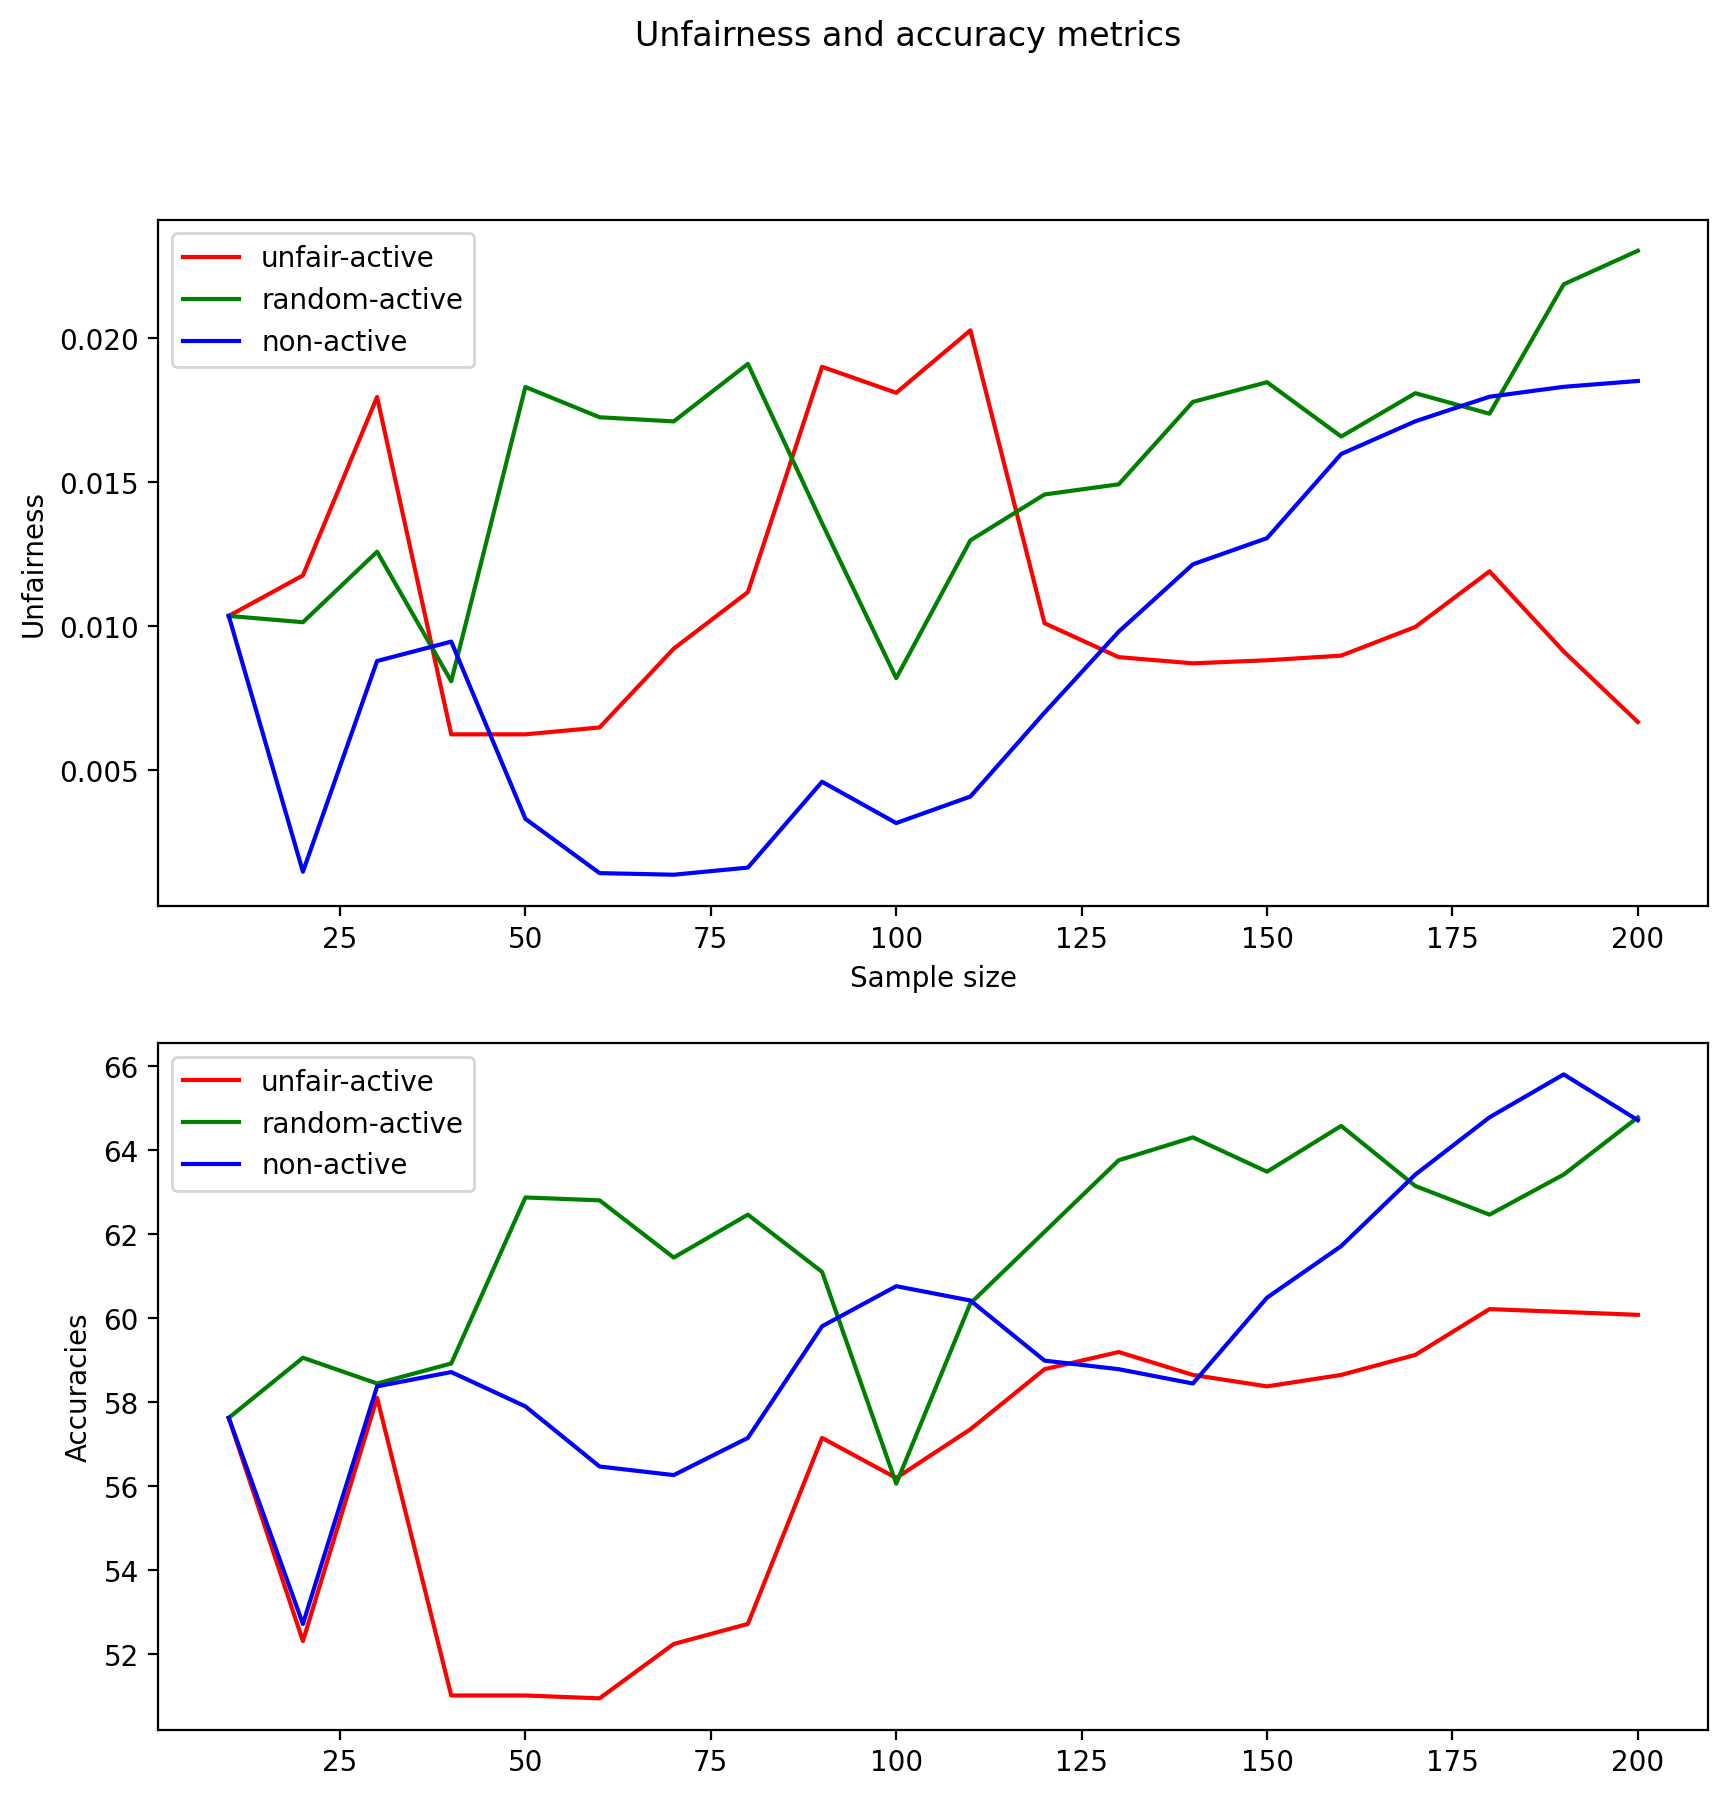 Unfairness and accuracy metrics
unfair-active
random-active
non-active
0.020
0.015
0.010
0.005
Unfairness
25 50 75 100 125 150 175 200
Sample size
unfair-active
random-active
non-active
66
64
62
60
58
56
54
52
Accuracies
25 50 75 100 125 150 175 200